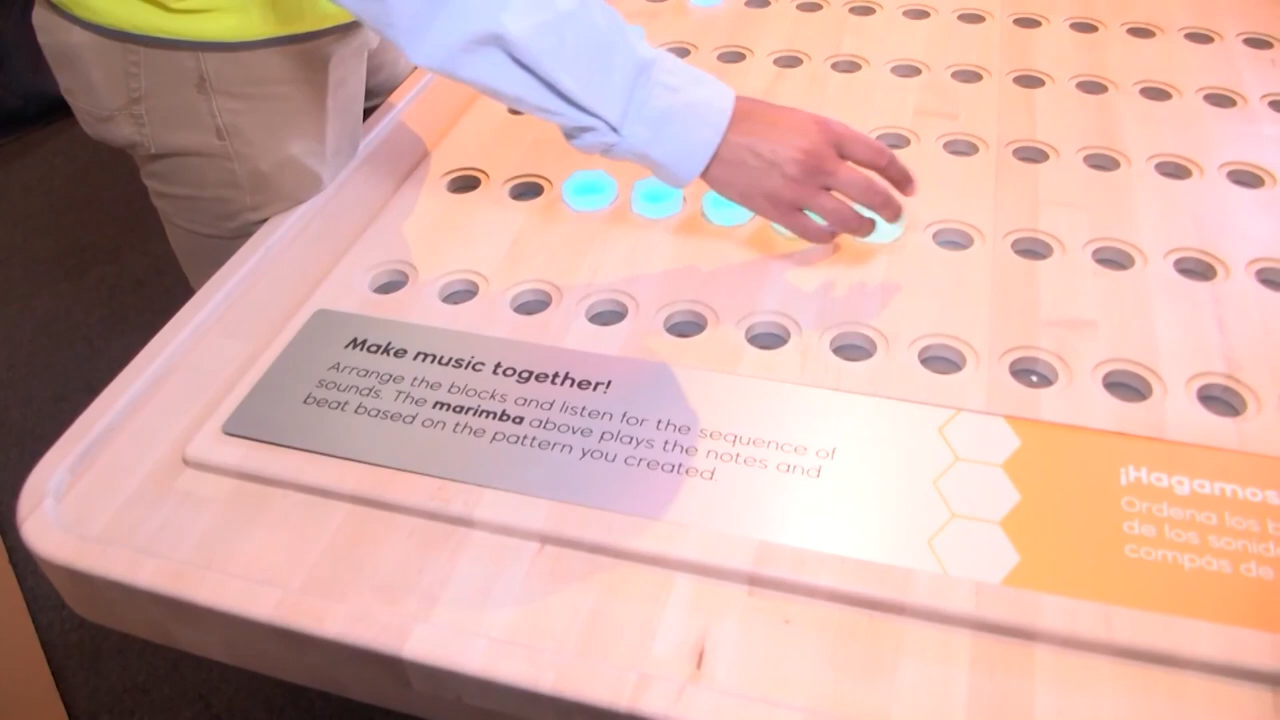 Make music together!
Arrange the blocks and listen for the sequence of
sounds. The marimba above plays the notes and
beat based on the pattern you created.
¡Hagamos
Ordena los b
de los sonid
compás de